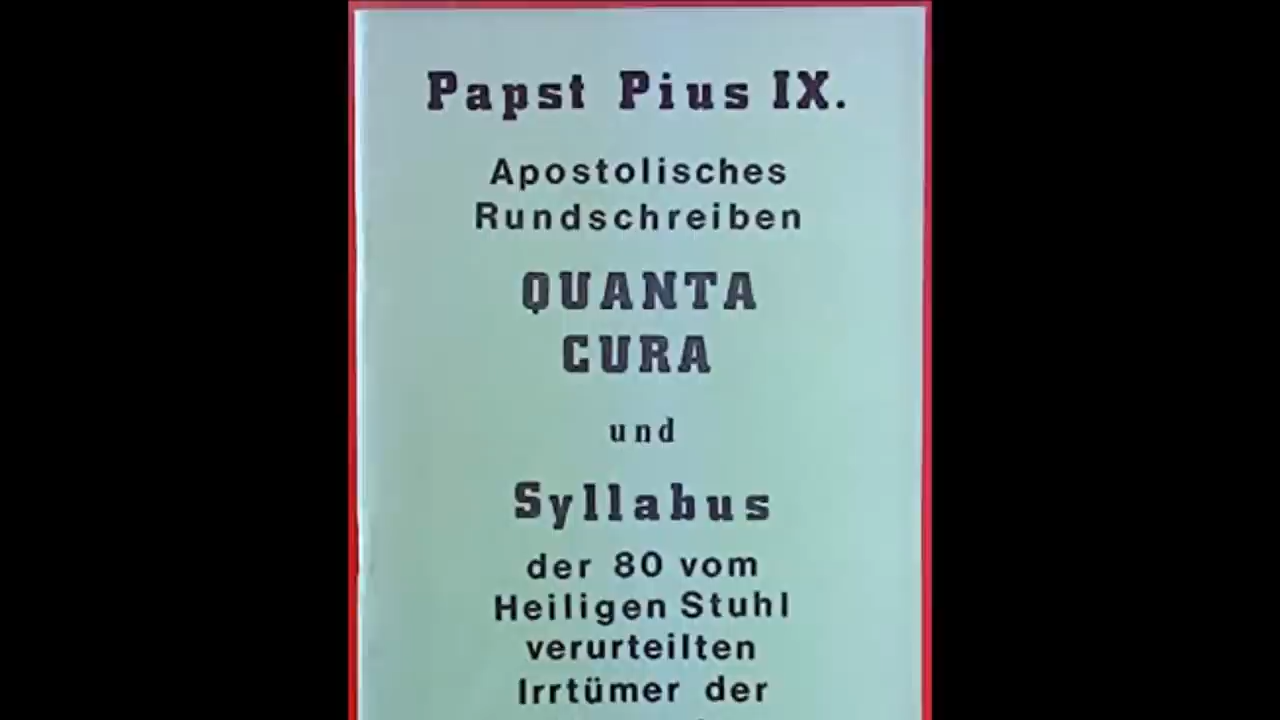 Papst Pius IX.
Apostolisches
Rundschreiben
QUANTA
CURA
und
Syllabus
der 80 vom
Heiligen Stuhl
verurteilten
Irrtümer der